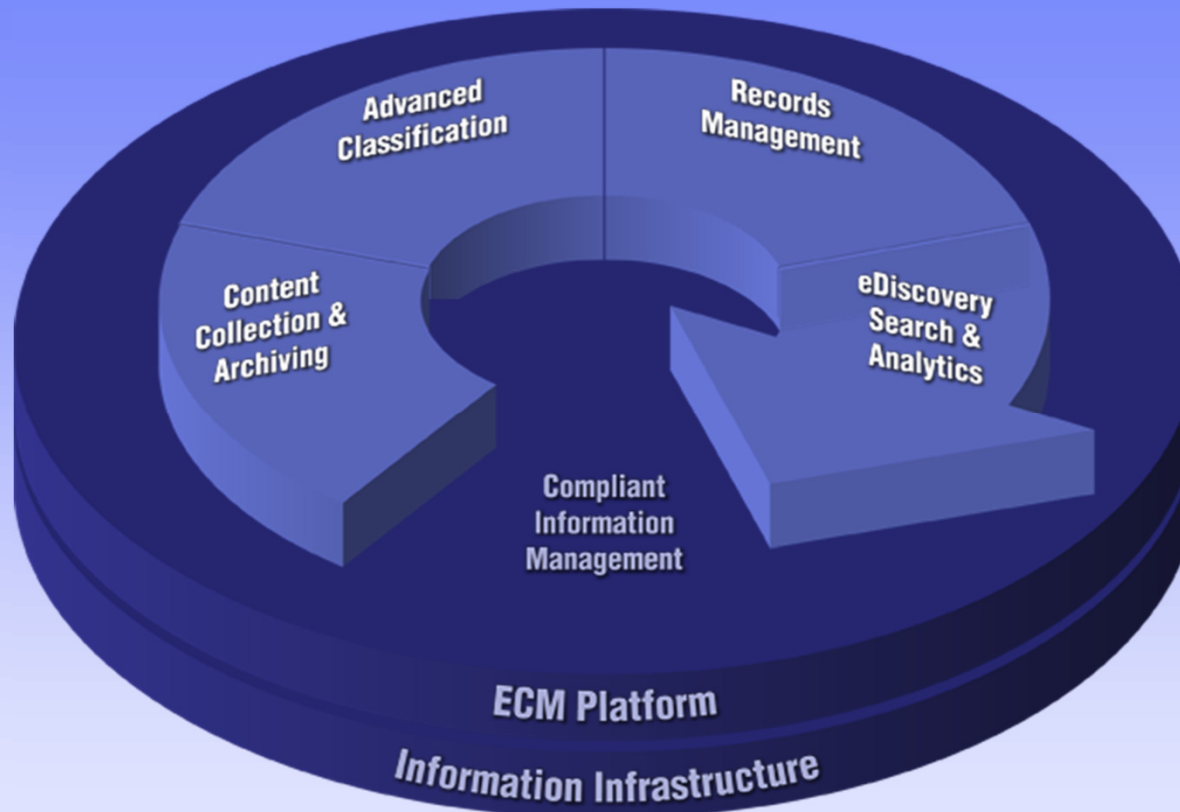 Advanced
Classification
Records
Management
Content
Collection &
Archiving
eDiscovery
Search &
Analytics
Compliant
Information
Management
ECM Platform
Information Infrastructure